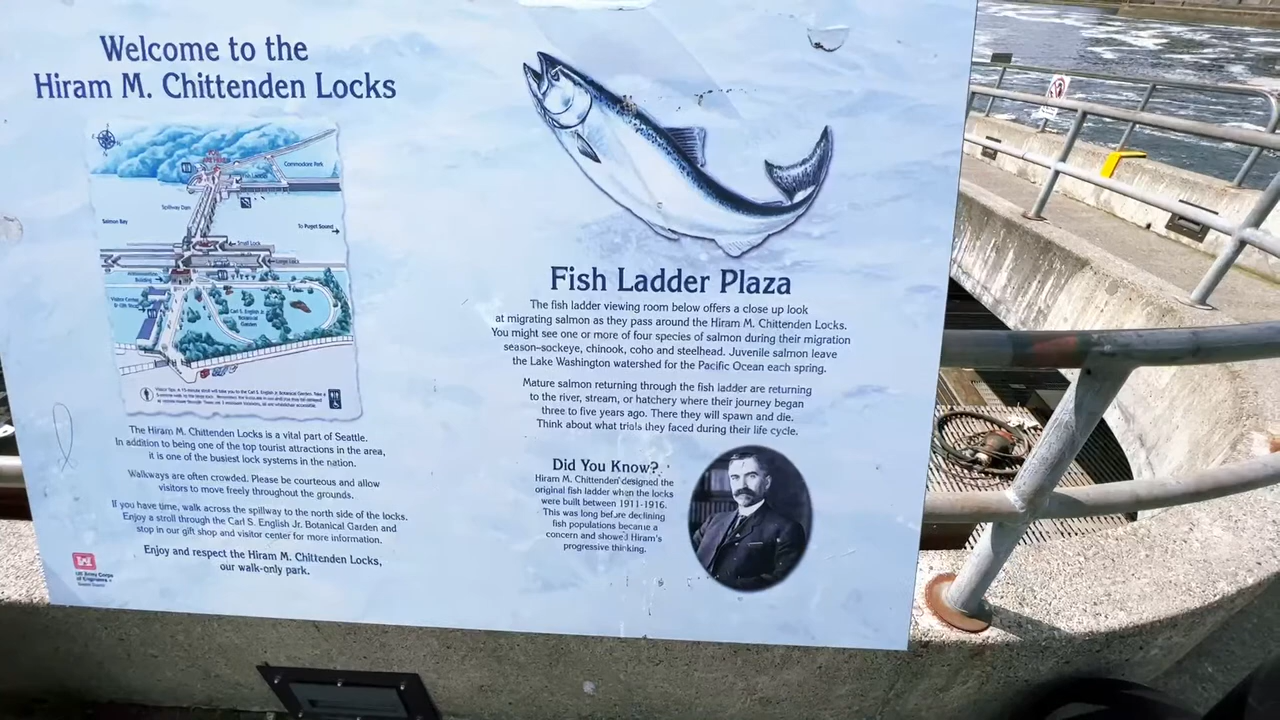 Welcome to the
Hiram M. Chittenden Locks
Commodore Park
Spillway Dam
Salmon Bay
To Puget Sound
Small Lock
Building
Visitor Center
& Gift Shop
Carl S. English Jr.
Botanical
Garden
The Hiram M. Chittenden Locks is a vital part of Seattle.
In addition to being one of the top tourist attractions in the area,
it is one of the busiest lock systems in the nation.
Walkways are often crowded. Please be courteous and allow
visitors to move freely throughout the grounds.
If you have time, walk across the spillway to the north side of the locks.
Enjoy a stroll through the Carl S. English Jr. Botanical Garden and
stop in our gift shop and visitor center for more information.
Enjoy and respect the Hiram M. Chittenden Locks,
our walk-only park.
US Army Corps
of Engineers
Fish Ladder Plaza
The fish ladder viewing room below offers a close up look
at migrating salmon as they pass around the Hiram M. Chittenden Locks.
You might see one or more of four species of salmon during their migration
season–sockeye, chinook, coho and steelhead. Juvenile salmon leave
the Lake Washington watershed for the Pacific Ocean each spring.
Mature salmon returning through the fish ladder are returning
to the river, stream, or hatchery where their journey began
three to five years ago. There they will spawn and die.
Think about what trials they faced during their life cycle.
Did You Know?
Hiram M. Chittenden designed the
original fish ladder when the locks
were built between 1911-1916.
This was long before declining
fish populations became a
concern and showed Hiram's
progressive thinking.